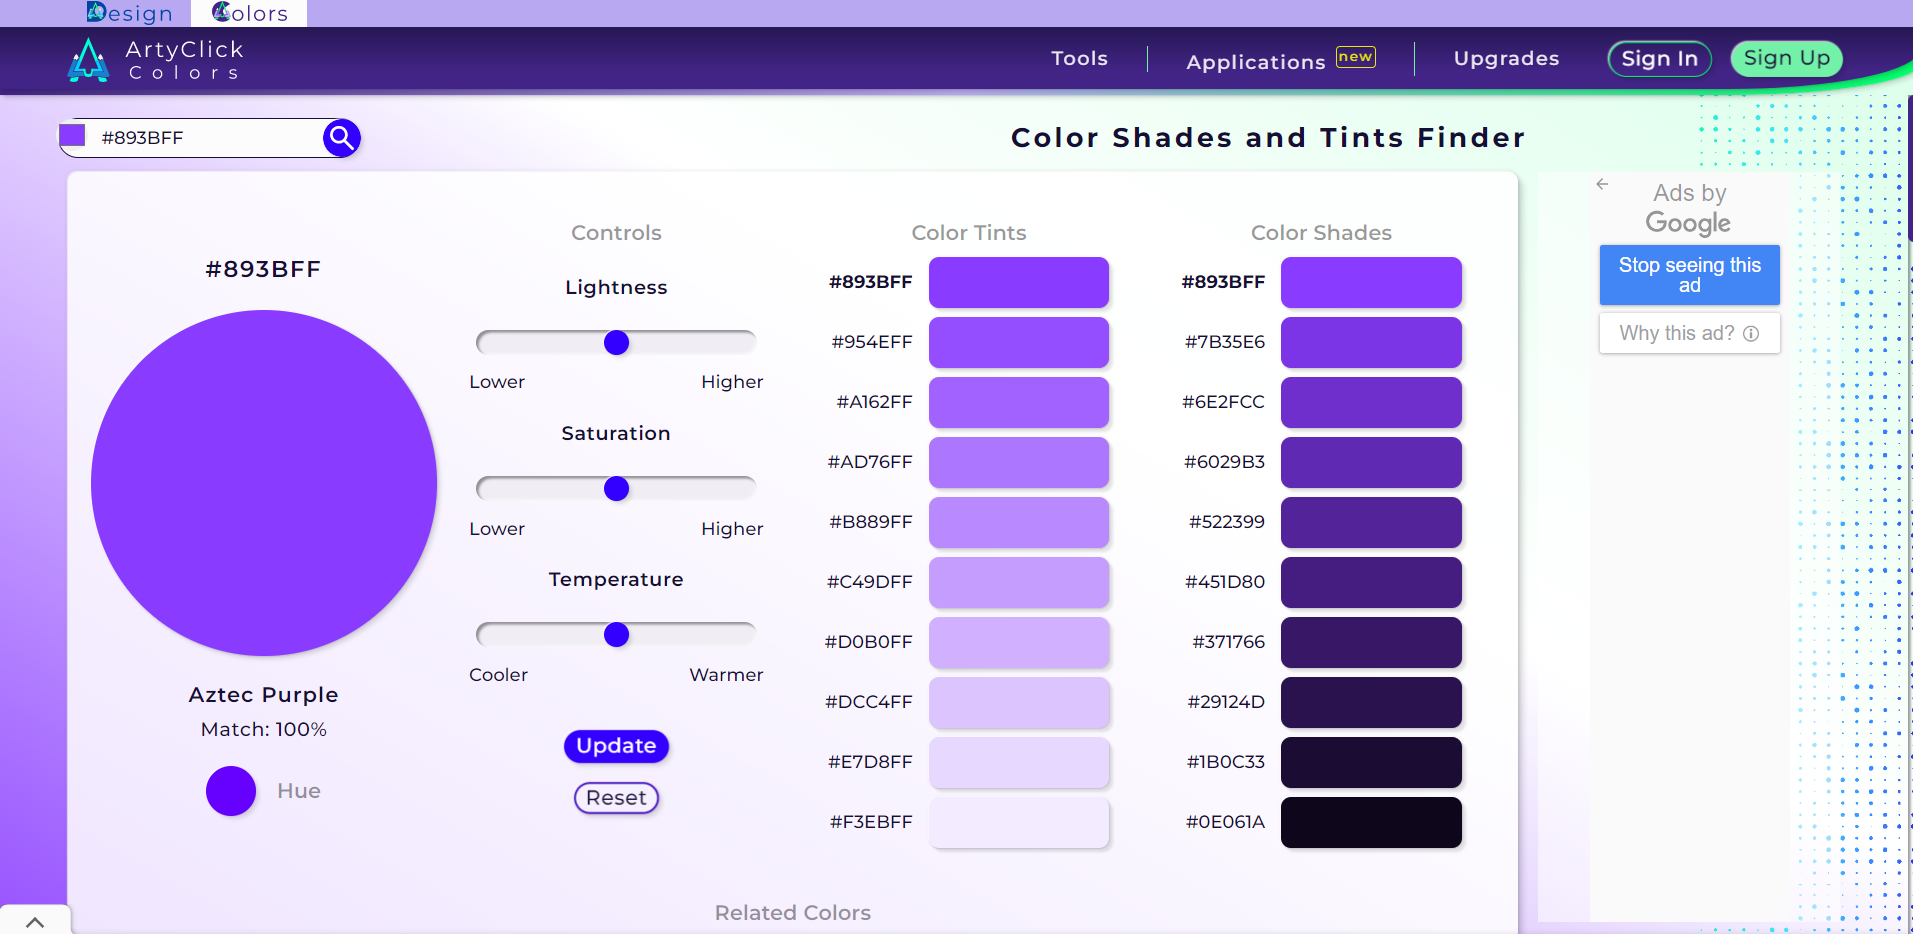 Design
Colors
ArtyClick
Colors
Tools
Applications new
Upgrades
Sign In
Sign Up
#893BFF
Color Shades and Tints Finder
#893BFF
Aztec Purple
Match: 100%
Hue
Controls
Lightness
Lower Higher
Saturation
Lower Higher
Temperature
Cooler Warmer
Update
Reset
Color Tints
#893BFF
#954EFF
#A162FF
#AD76FF
#B889FF
#C49DFF
#D0B0FF
#DCC4FF
#E7D8FF
#F3EBFF
Color Shades
#893BFF
#7B35E6
#6E2FCC
#6029B3
#522399
#451D80
#371766
#29124D
#1B0C33
#0E061A
Related Colors
Ads by
Google
Stop seeing this
ad
Why this ad?